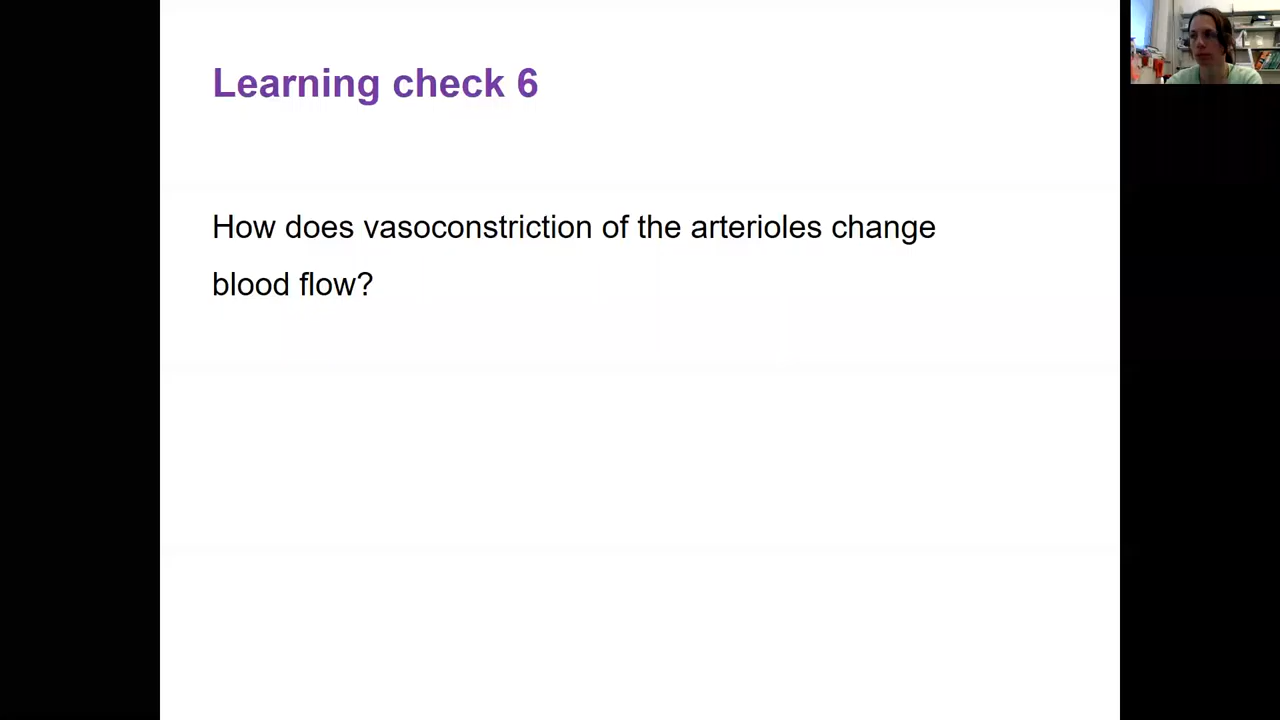 Learning check 6
How does vasoconstriction of the arterioles change
blood flow?